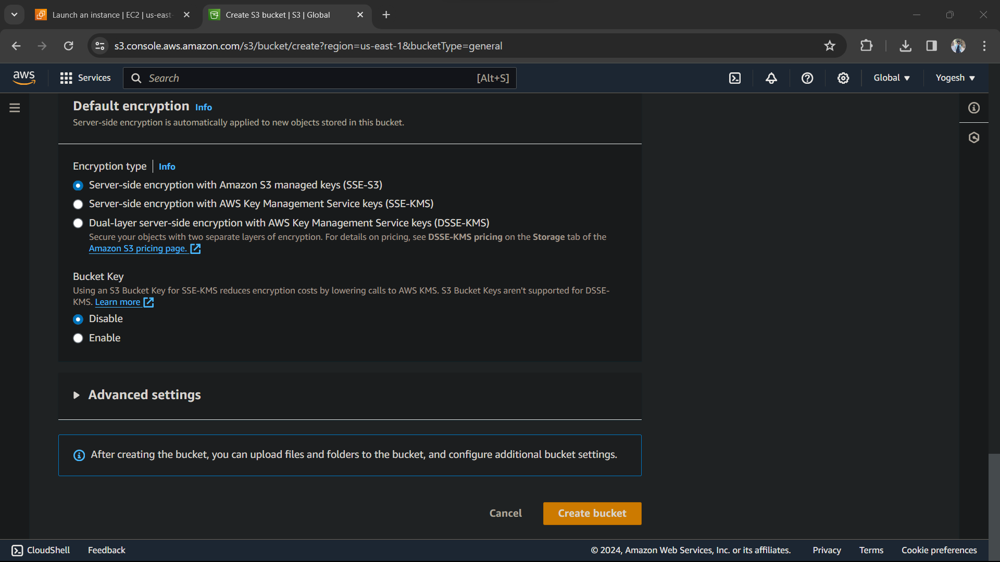 Launch an instance | EC2 | us-east-
Create S3 bucket | S3 | Global
s3.console.aws.amazon.com/s3/bucket/create?region=us-east-1&bucketType=general
aws
Services
Search
[Alt+S]
Global
Yogesh
Default encryption Info
Server-side encryption is automatically applied to new objects stored in this bucket.
Encryption type Info
Server-side encryption with Amazon S3 managed keys (SSE-S3)
Server-side encryption with AWS Key Management Service keys (SSE-KMS)
Dual-layer server-side encryption with AWS Key Management Service keys (DSSE-KMS)
Secure your objects with two separate layers of encryption. For details on pricing, see DSSE-KMS pricing on the Storage tab of the
Amazon S3 pricing page.
Bucket Key
Using an S3 Bucket Key for SSE-KMS reduces encryption costs by lowering calls to AWS KMS. S3 Bucket Keys aren't supported for DSSE-
KMS. Learn more
Disable
Enable
Advanced settings
After creating the bucket, you can upload files and folders to the bucket, and configure additional bucket settings.
Cancel
Create bucket
CloudShell
Feedback
© 2024, Amazon Web Services, Inc. or its affiliates.
Privacy
Terms
Cookie preferences